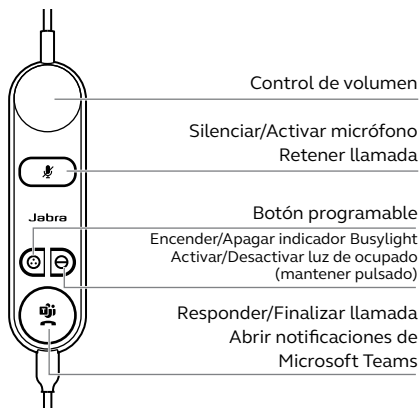 Control de volumen
Silenciar/Activar micrófono
Retener llamada
Jabra
Botón programable
Encender/Apagar indicador Busylight
Activar/Desactivar luz de ocupado
(mantener pulsado)
Responder/Finalizar llamada
Abrir notificaciones de
Microsoft Teams